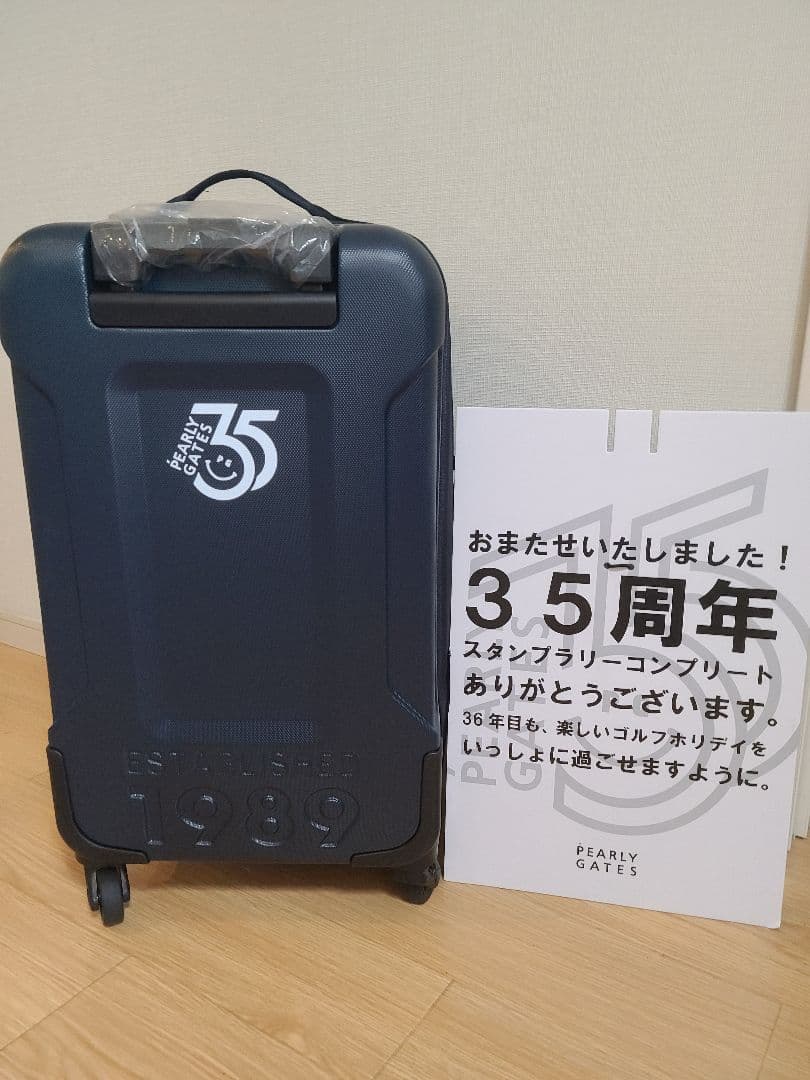 PEARLY
GATES
35
ESTABLISHED
1989
おまたせいたしました！
35周年
スタンプラリーコンプリート
ありがとうございます。
36年目も、楽しいゴルフホリデイを
いっしょに過ごせますように。
PEARLY
GATES
35
PEARLY
GATES